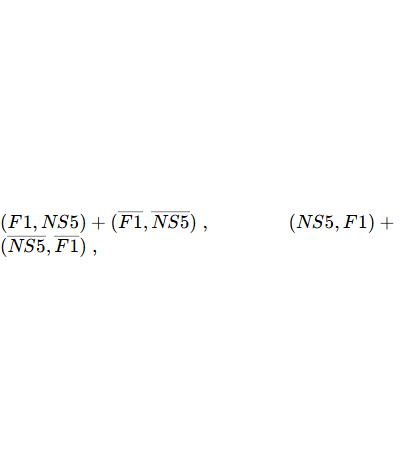 (F1, NS5) + (\overline{F1}, \overline{NS5}) , (NS5, F1) +
(\overline{NS5}, \overline{F1}) ,